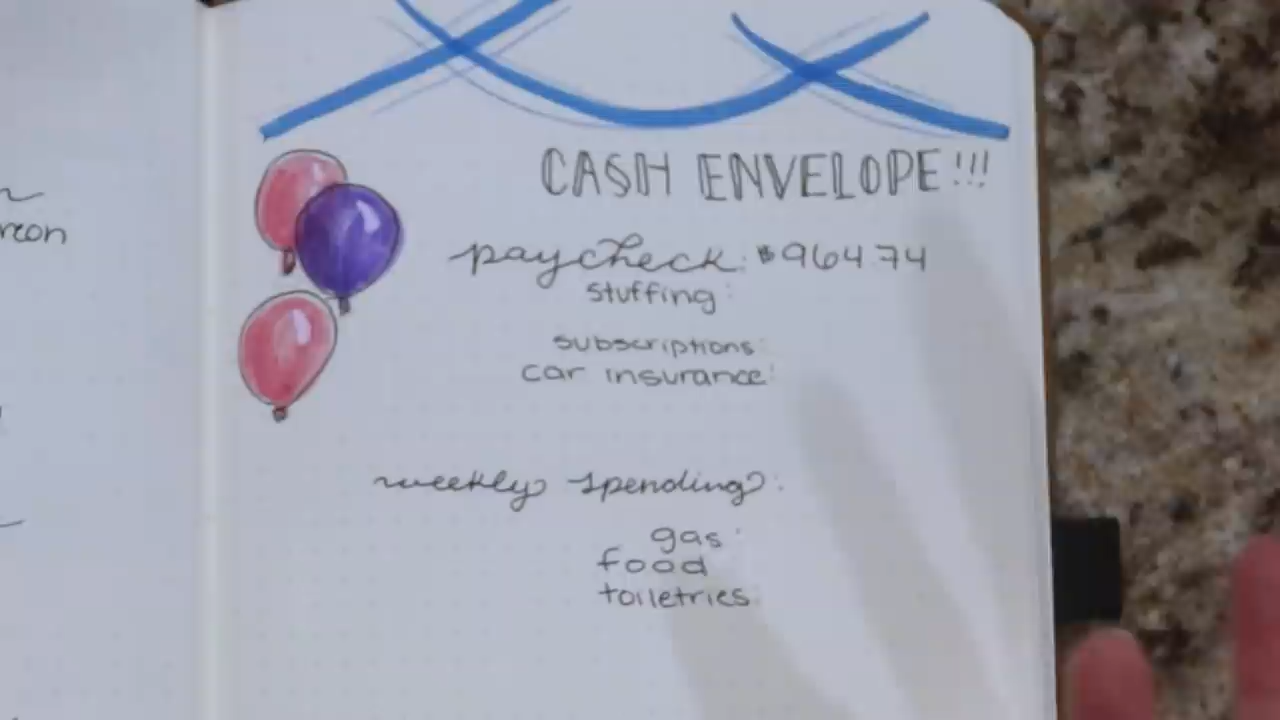 CASH ENVELOPE!!!
paycheck: $964.74
stuffing:
subscriptions:
car insurance:
weekly spending:
gas:
food
toiletries